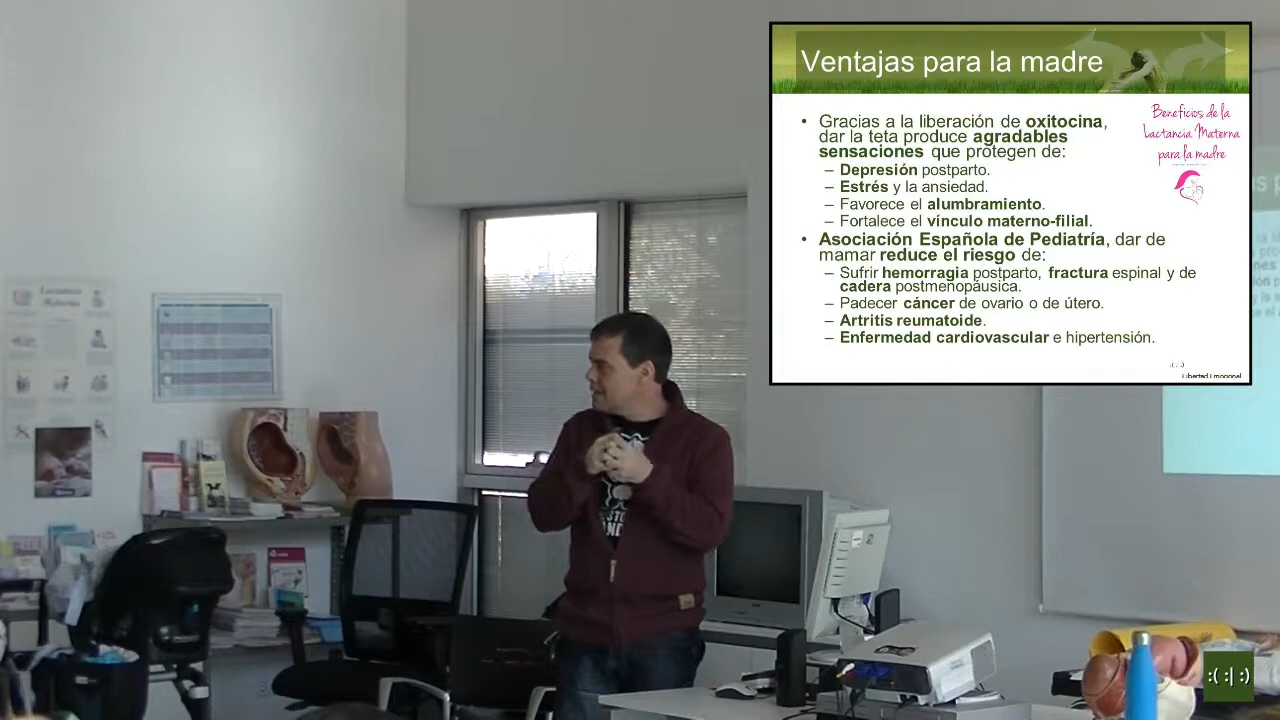 Ventajas para la madre
• Gracias a la liberación de oxitocina,
dar la teta produce agradables
sensaciones que protegen de:
– Depresión postparto.
– Estrés y la ansiedad.
– Favorece el alumbramiento.
– Fortalece el vínculo materno-filial.
• Asociación Española de Pediatría, dar de
mamar reduce el riesgo de:
– Sufrir hemorragia postparto, fractura espinal y de
cadera postmenopáusica.
– Padecer cáncer de ovario o de útero.
– Artritis reumatoide.
– Enfermedad cardiovascular e hipertensión.
Beneficios de la
Lactancia Materna
para la madre
:( :| :)
Libertad Emocional
Lactancia
Materna
:( :| :)